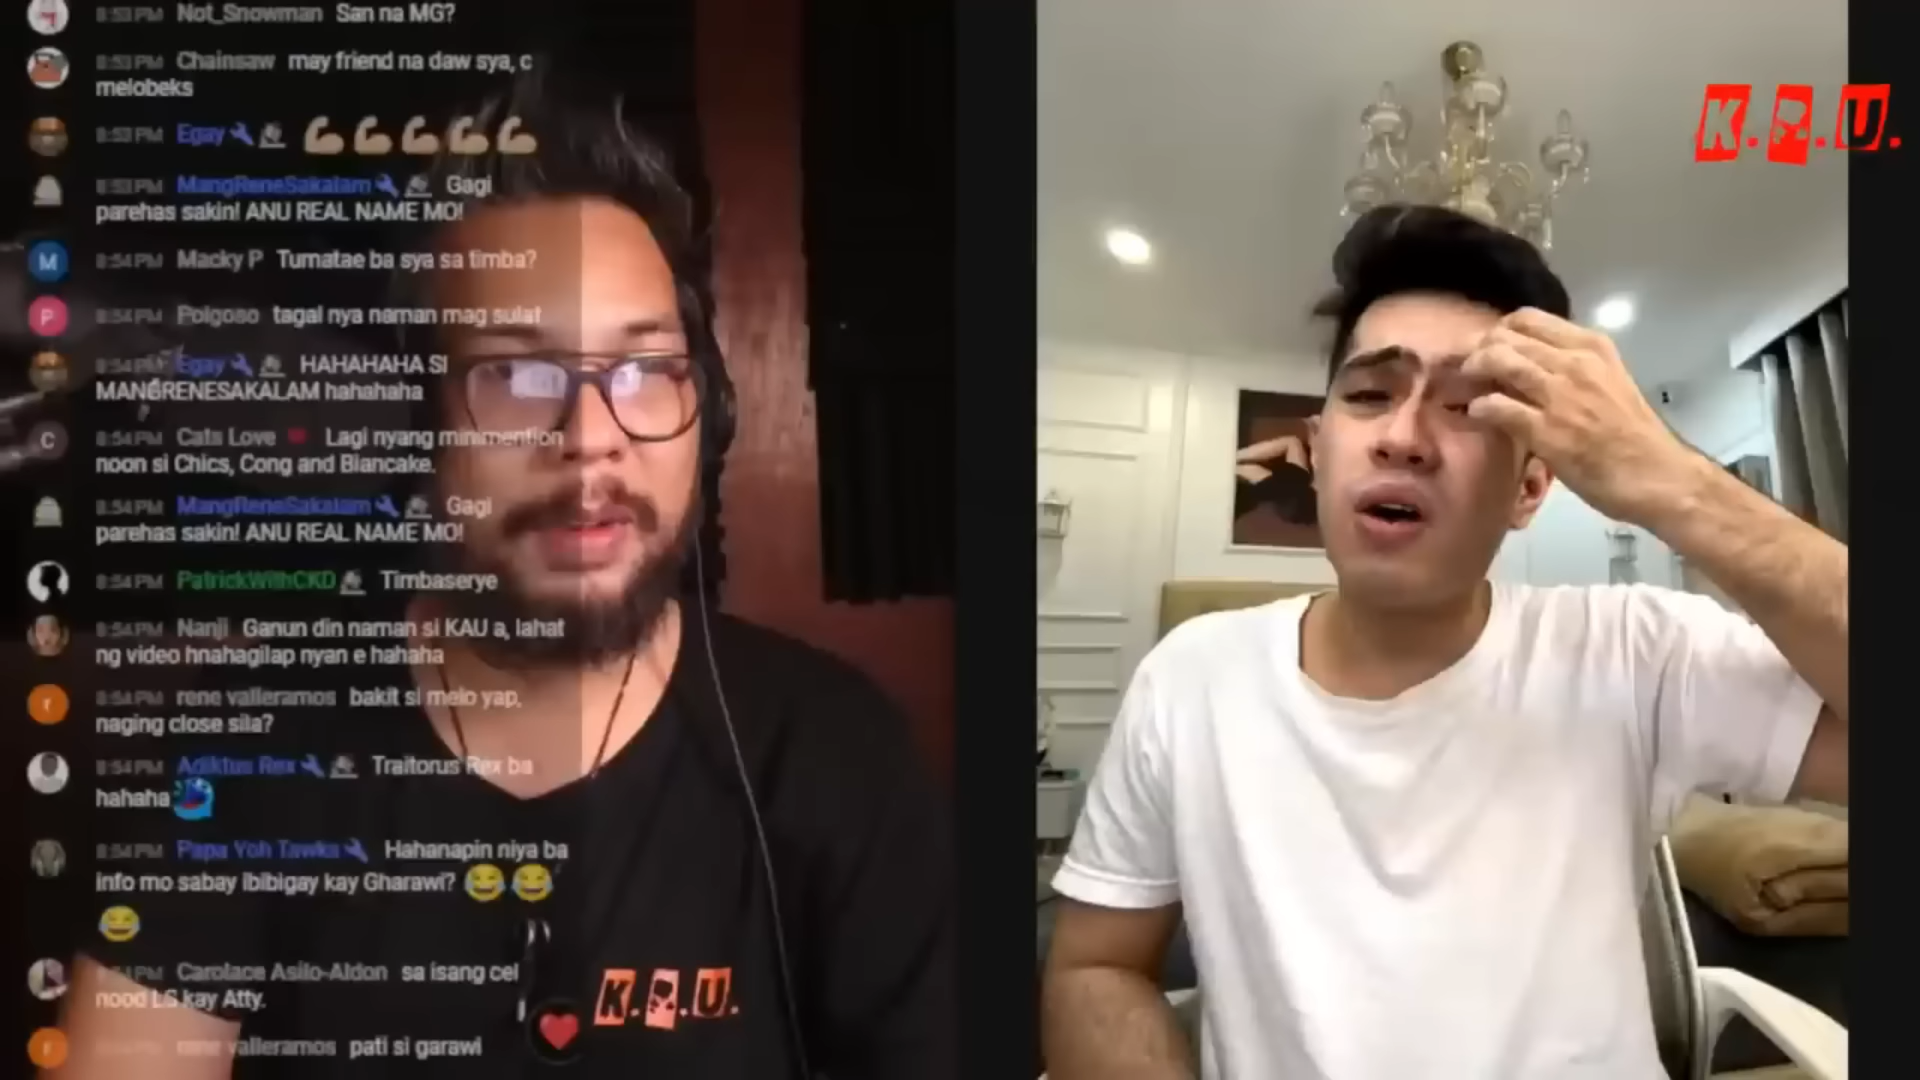 8:53 PM Not_Snowman San na MG?
8:53 PM Chainsaw may friend na daw sya, c
melobeks
8:53 PM Egay
8:53 PM MangReneSakalam Gagi
parehas sakin! ANU REAL NAME MO!
8:54 PM Macky P Tumatae ba sya sa timba?
8:54 PM Polgoso tagal nya naman mag sulat
8:54 PM Egay HAHAHAHA SI
MANGRENESAKALAM hahahaha
8:54 PM Cats Love Lagi nyang minimention
noon si Chics, Cong and Biancake.
8:54 PM MangReneSakalam Gagi
parehas sakin! ANU REAL NAME MO!
8:54 PM PatrickWithCKD Timbaserye
8:54 PM Nanji Ganun din naman si KAU a, lahat
ng video hnahagilap nyan e hahaha
8:54 PM rene valleramos bakit si melo yap,
naging close sila?
8:54 PM Adiktus Rex Traitorus Rex ba
hahaha
8:54 PM Papa Yoh Tawks Hahanapin niya ba
info mo sabay ibibigay kay Gharawi?
Carolace Asilo-Aldon sa isang cel
nood LS kay Atty.
rene valleramos pati si garawi
M
P
C
r
r
K. .U.
K. .U.